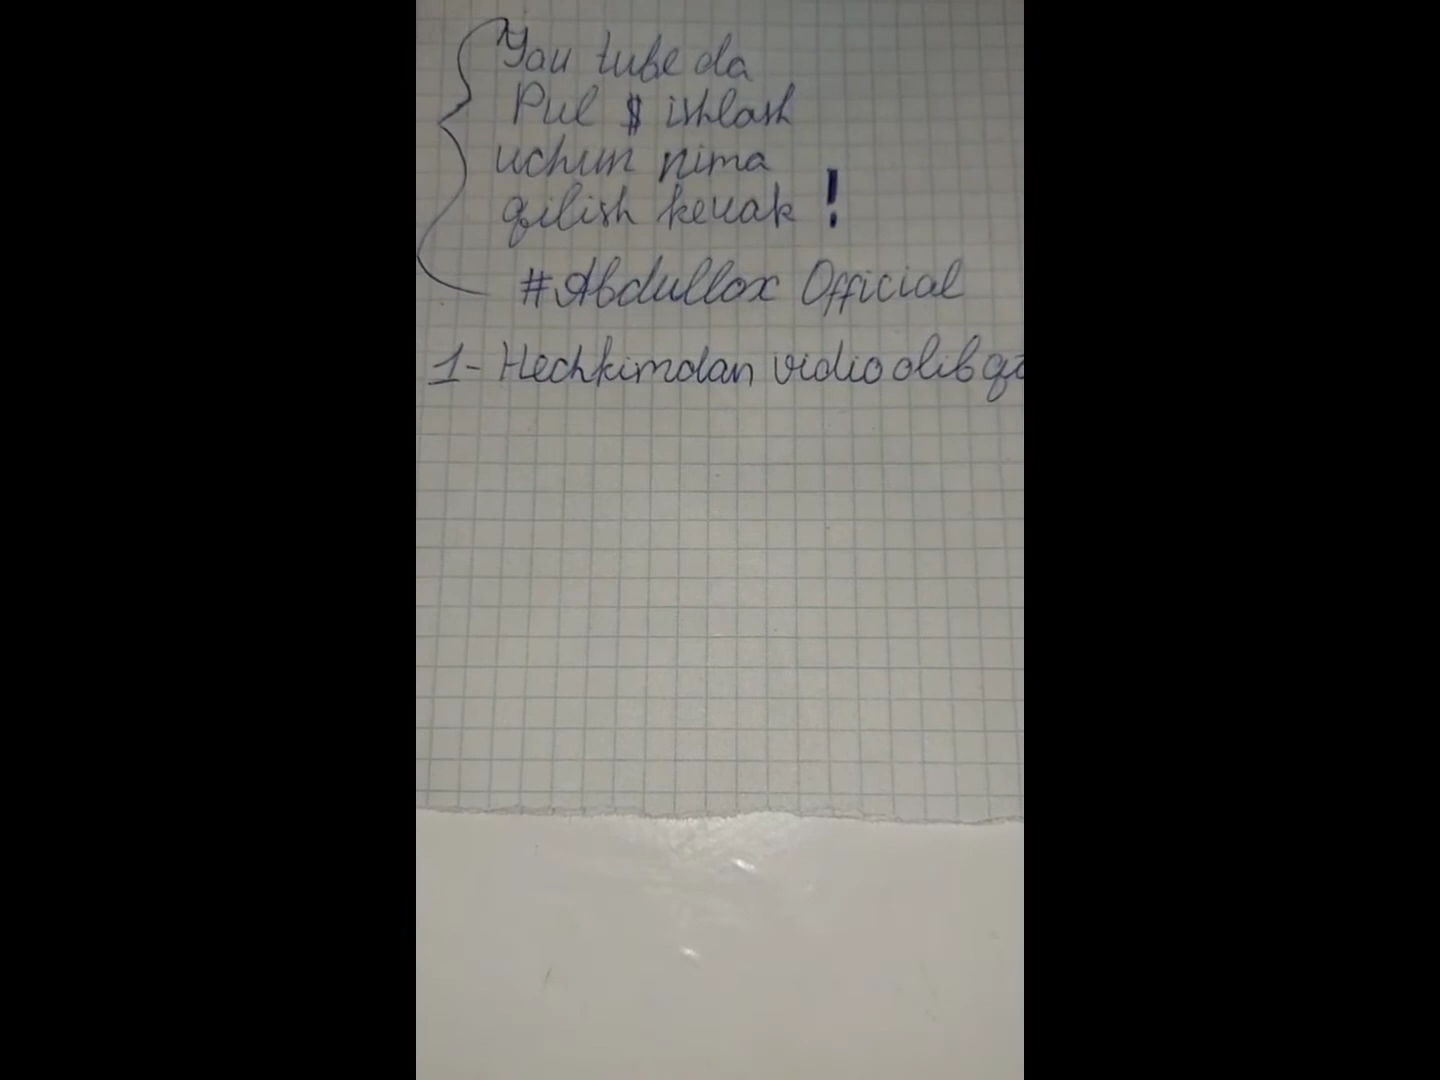 You tube da
Pul $ ishlash
uchun nima
qilish kerak !
#Abdullox Official
1- Hechkimdan vidio olib